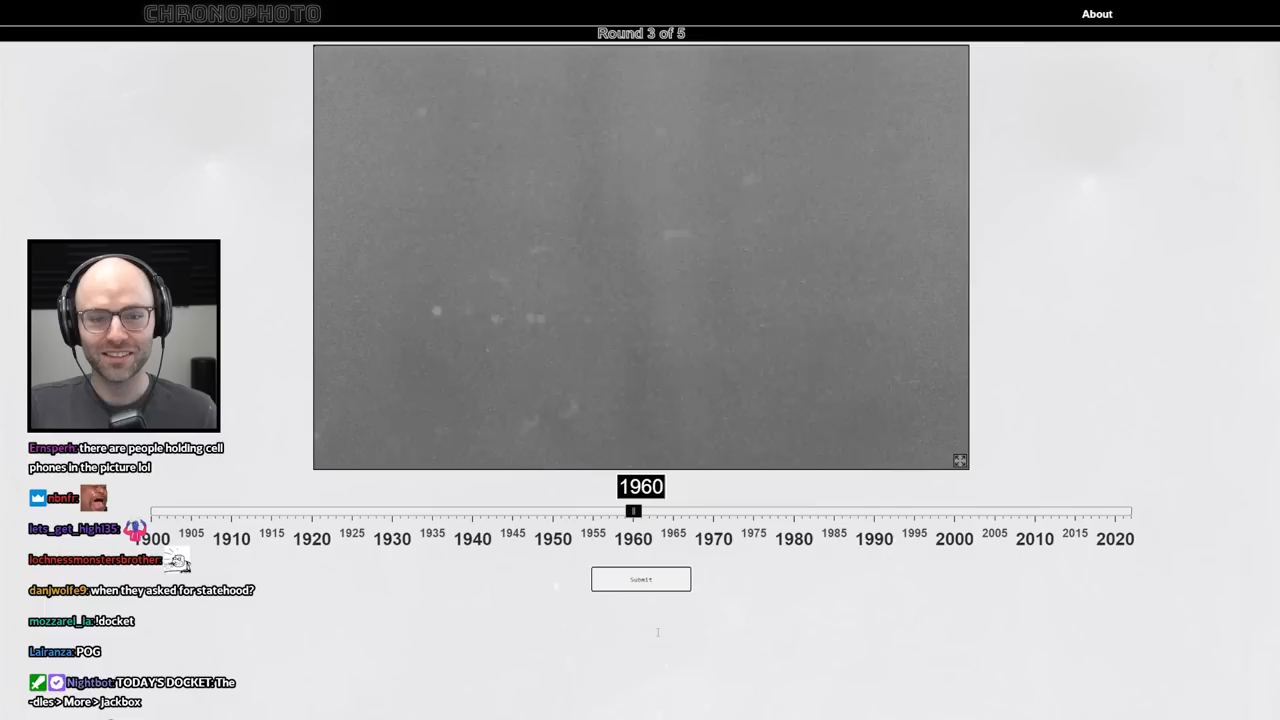 CHRONOPHOTO
About
Round 3 of 5
1960
1900 1905 1910 1915 1920 1925 1930 1935 1940 1945 1950 1955 1960 1965 1970 1975 1980 1985 1990 1995 2000 2005 2010 2015 2020
Submit
Ernsperh: there are people holding cell
phones in the picture lol
nbnfr:
lets_get_high135:
lochnessmonstersbrother:
danjwolfe9: when they asked for statehood?
mozzarel_la: !docket
Lairanza: POG
Nightbot: TODAY'S DOCKET: The
-dles > More > Jackbox